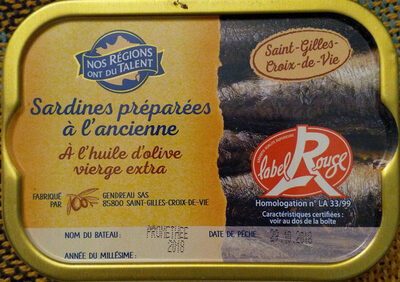 NOS RÉGIONS
ONT DU TALENT
Saint-Gilles-
Croix-de-Vie
Sardines préparées
à l'ancienne
À l'huile d'olive
vierge extra
Label Rouge
Homologation n° LA 33/99
Caractéristiques certifiées :
voir au dos de la boîte
FABRIQUÉ
PAR
GENDREAU SAS
85800 SAINT-GILLES-CROIX-DE-VIE
NOM DU BATEAU :
PROMETHEE
DATE DE PÊCHE :
2018
ANNÉE DU MILLÉSIME :